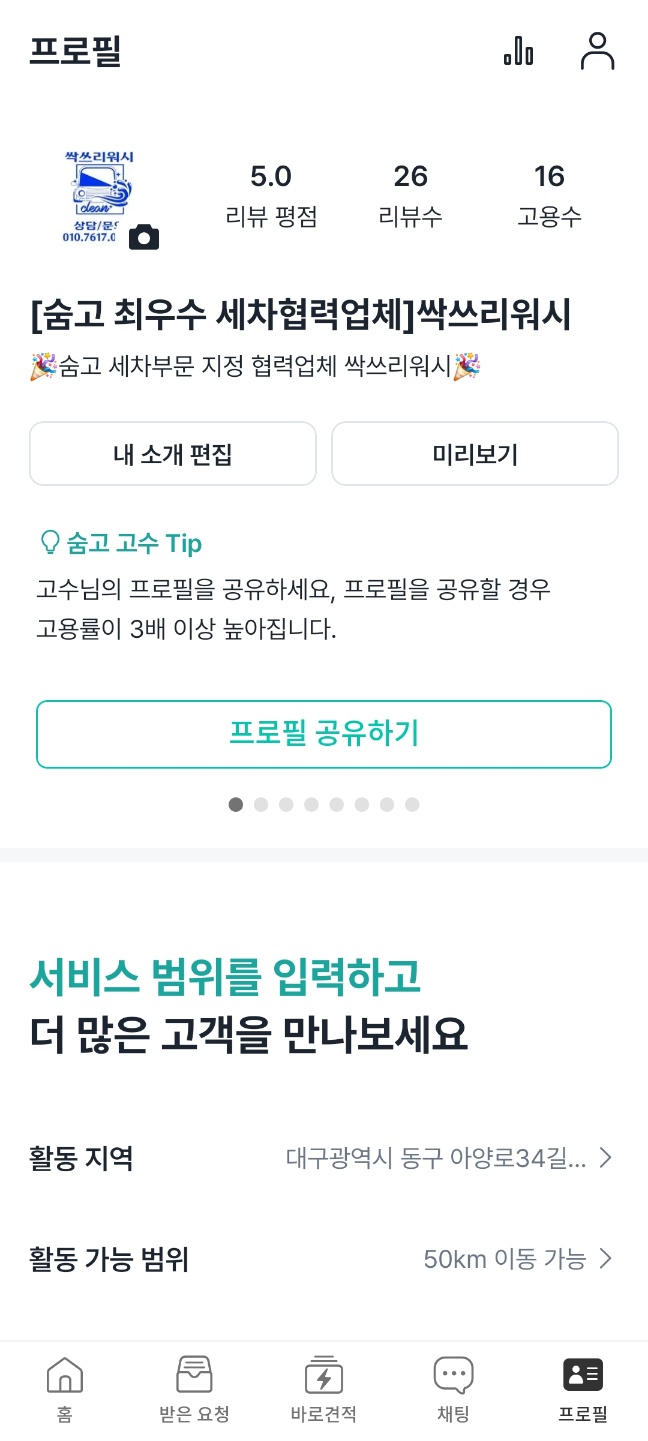 프로필
싹쓰리워시
clean
상담/문
010.7617.0
5.0
리뷰 평점
26
리뷰수
16
고용수
[숨고 최우수 세차협력업체]싹쓰리워시
🎉숨고 세차부문 지정 협력업체 싹쓰리워시🎉
내 소개 편집
미리보기
숨고 고수 Tip
고수님의 프로필을 공유하세요, 프로필을 공유할 경우
고용률이 3배 이상 높아집니다.
프로필 공유하기
서비스 범위를 입력하고
더 많은 고객을 만나보세요
활동 지역
대구광역시 동구 아양로34길...
활동 가능 범위
50km 이동 가능
홈
받은 요청
바로견적
채팅
프로필